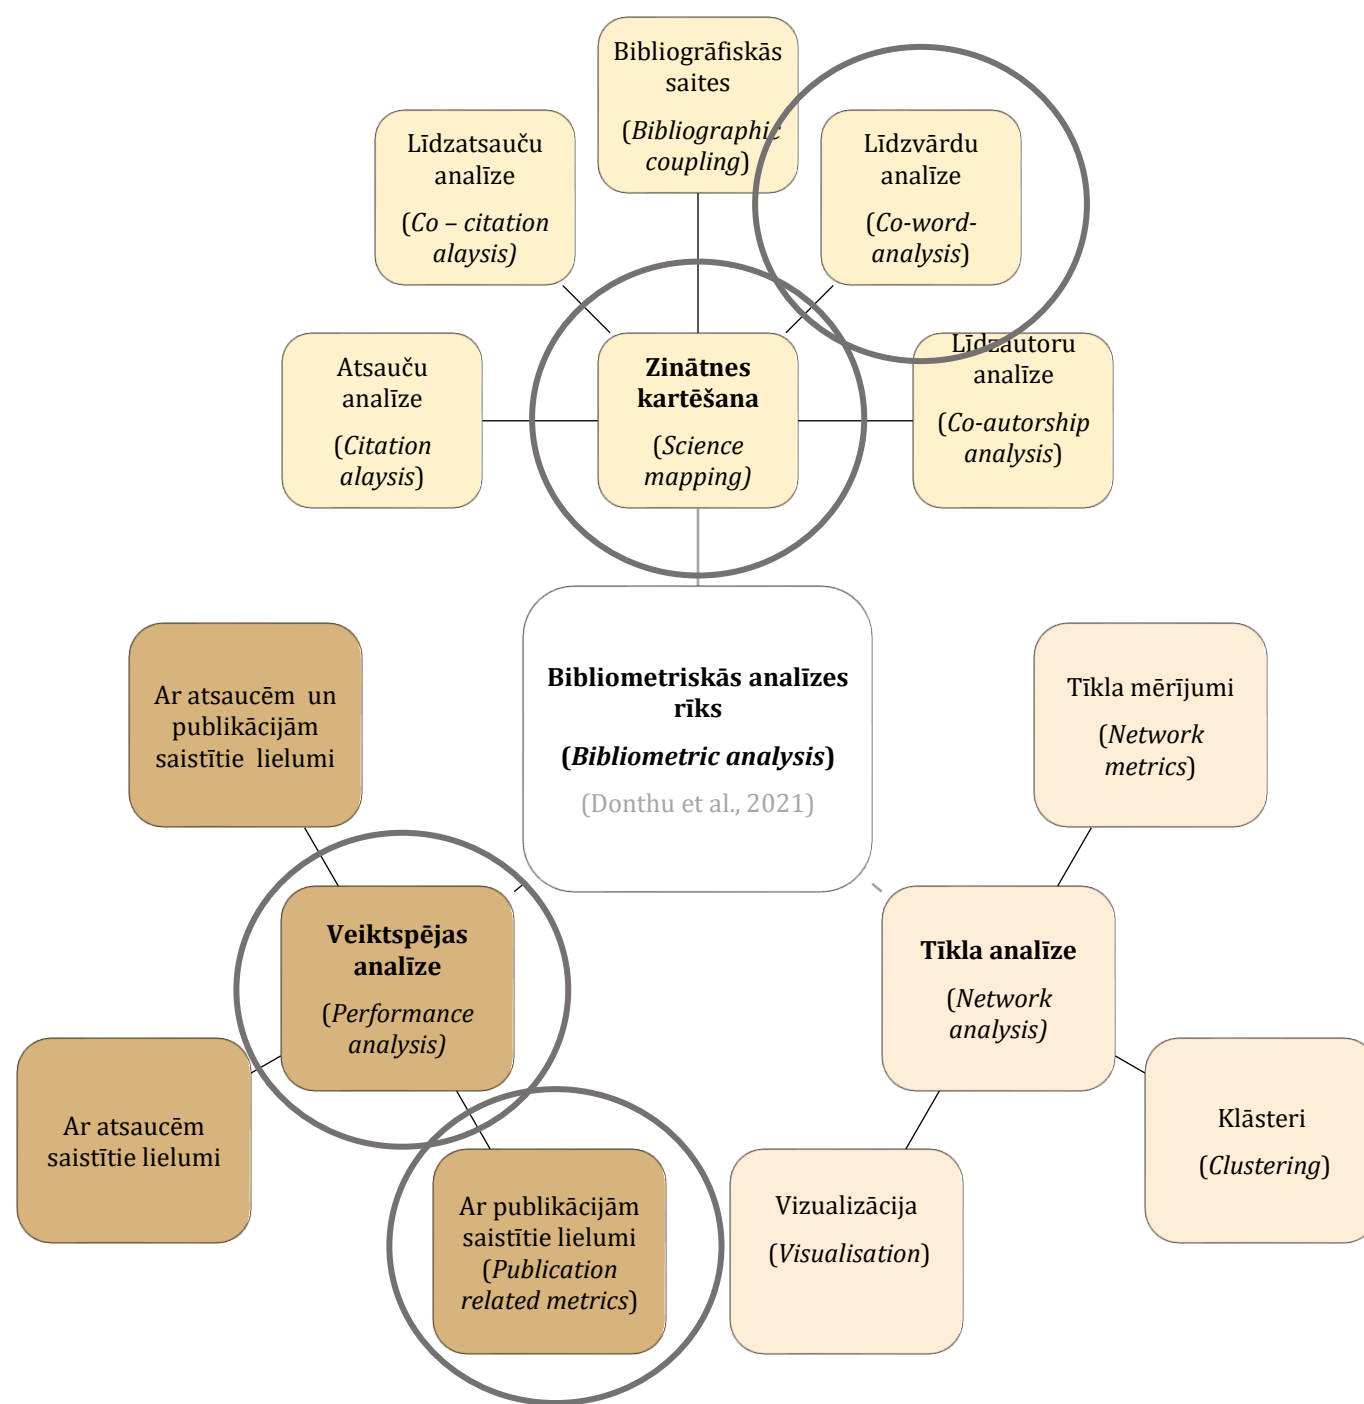 Bibliogrāfiskās
saites
(Bibliographic
coupling)
Līdzatsauču
analīze
(Co – citation
alaysis)
Līdzvārdu
analīze
(Co-word-
analysis)
Atsauču
analīze
(Citation
alaysis)
Zinātnes
kartēšana
(Science
mapping)
Līdzautoru
analīze
(Co-autorship
analysis)
Bibliometriskās analīzes
rīks
(Bibliometric analysis)
(Donthu et al., 2021)
Ar atsaucēm un
publikācijām
saistītie lielumi
Veiktspējas
analīze
(Performance
analysis)
Ar atsaucēm
saistītie lielumi
Ar publikācijām
saistītie lielumi
(Publication
related metrics)
Tīkla mērījumi
(Network
metrics)
Tīkla analīze
(Network
analysis)
Klāsteri
(Clustering)
Vizualizācija
(Visualisation)